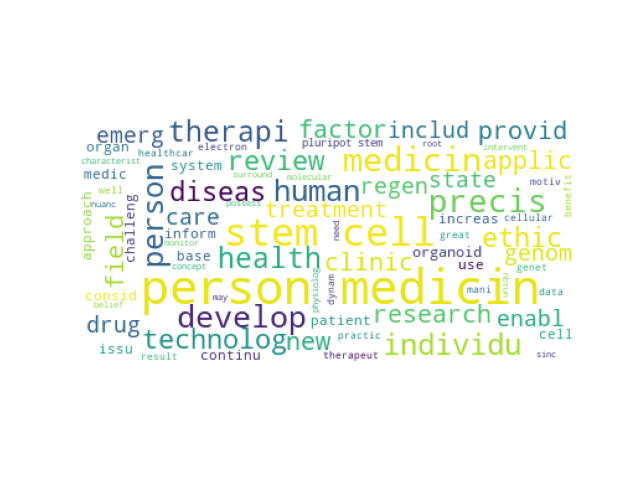 emerg
therapi
factor
includ
provid
organ
healthcar
electron
pluripot stem
root
intervent
characterist
system
review
medicin
applic
medic
surround
molecular
regen
state
motiv
benefit
well
nuanc
approach
challeng
field
person
diseas
possess
human
precis
care
treatment
increas
cellular
inform
stem cell
need
great
ethic
monitor
base
health
clinic
organoid
genom
concept
use
genet
uniqu
data
consid
belief
may
person medicin
physiolog
dynam
mani
drug
develop
patient
research
enabl
technolog
new
practic
individu
cell
issu
result
continu
therapeut
sinc